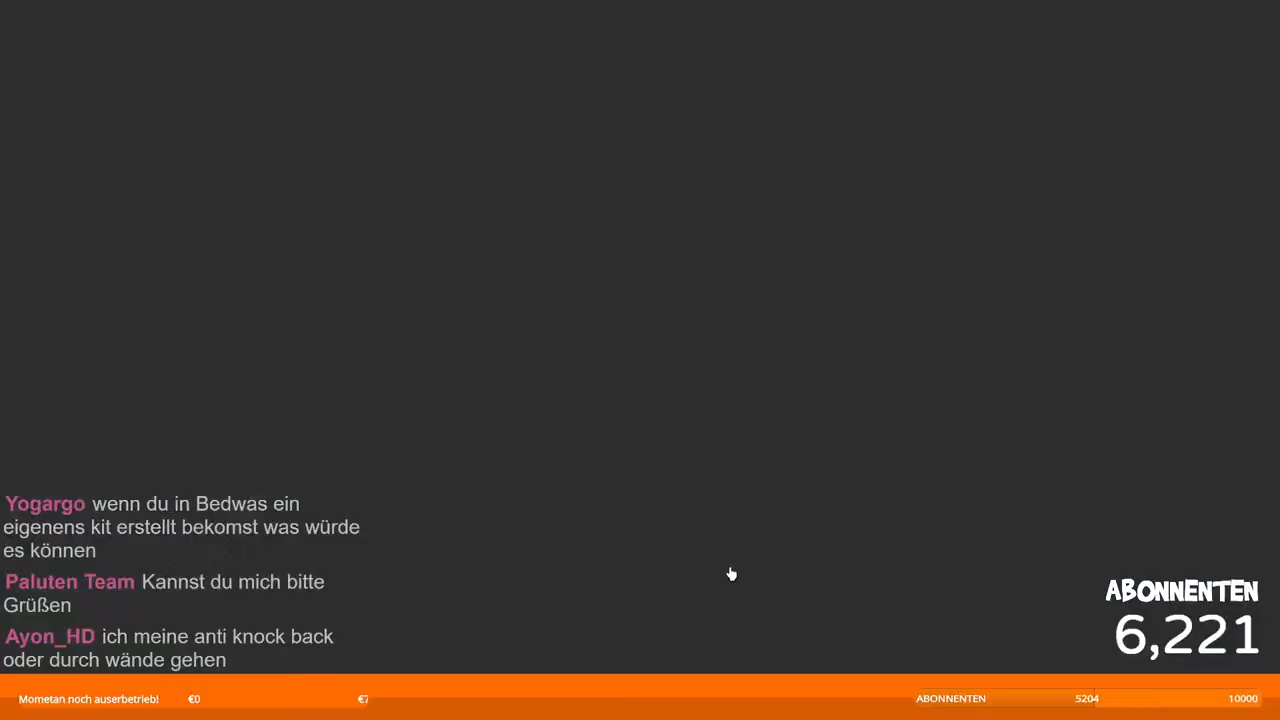 Yogargo wenn du in Bedwas ein
eigenens kit erstellt bekomst was würde
es können
Paluten Team Kannst du mich bitte
Grüßen
Ayon_HD ich meine anti knock back
oder durch wände gehen
ABONNENTEN
6,221
Mometan noch auserbetrieb! €0 €7
ABONNENTEN 5204 10000